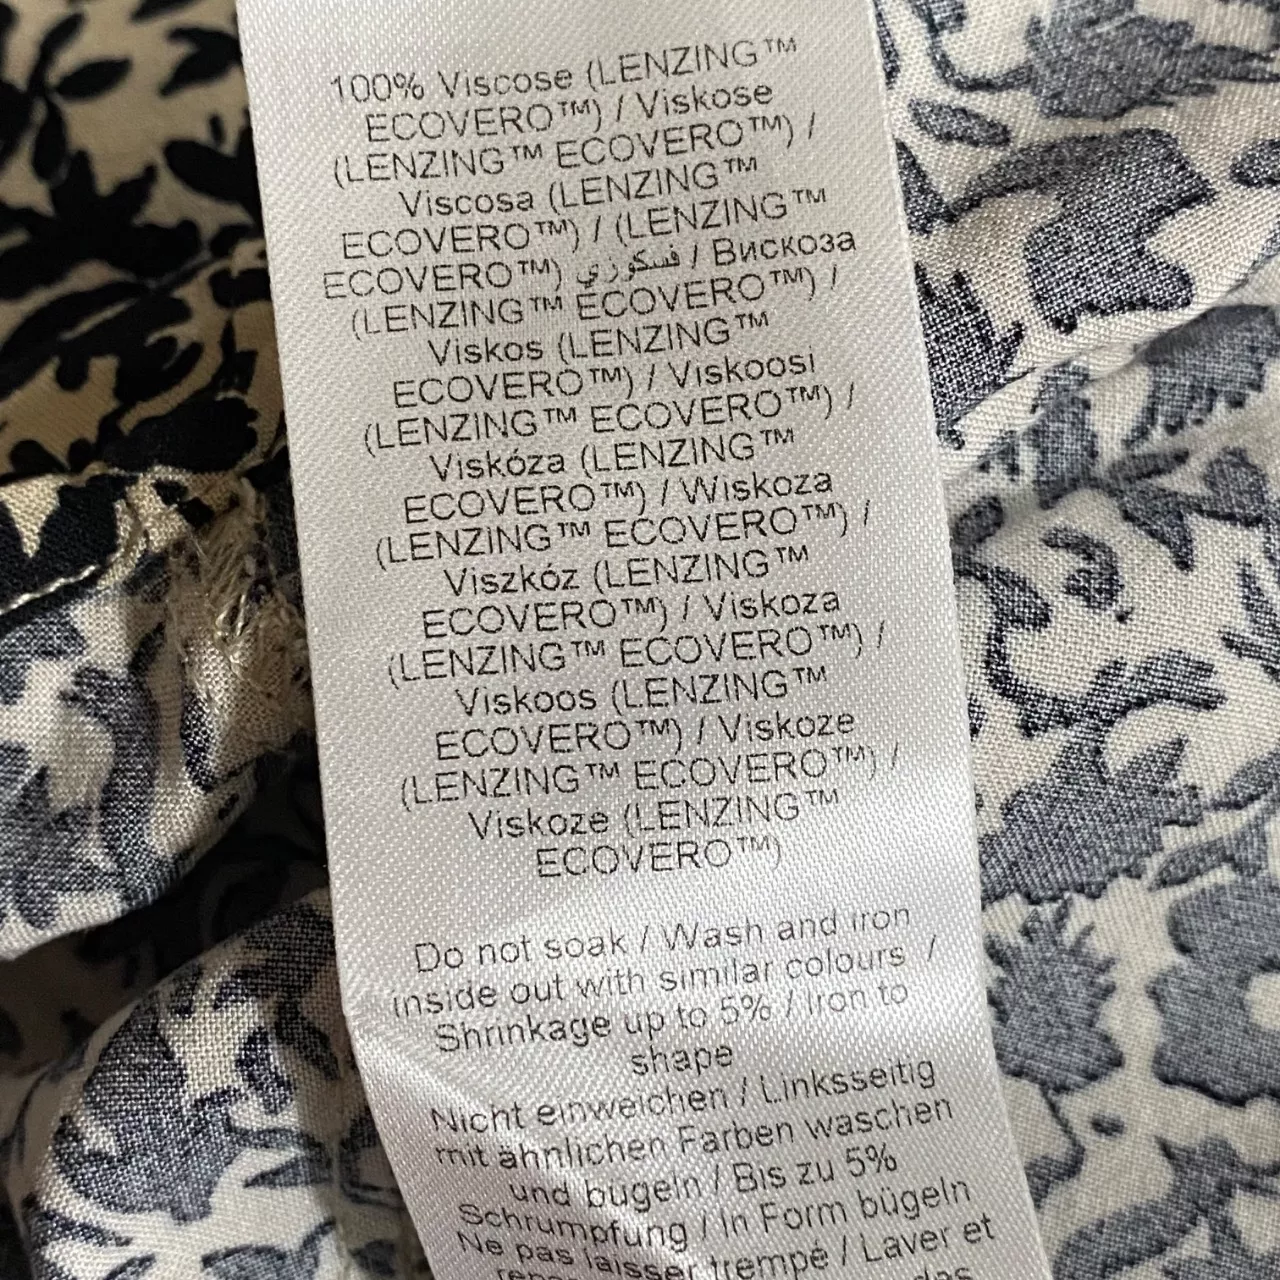 100% Viscose (LENZING™
ECOVERO™) / Viskose
(LENZING™ ECOVERO™) /
Viscosa (LENZING™
ECOVERO™) / (LENZING™
ECOVERO™) فسكوزي / Вискоза
(LENZING™ ECOVERO™) /
Viskos (LENZING™
ECOVERO™) / Viskoosi
(LENZING™ ECOVERO™) /
Viskóza (LENZING™
ECOVERO™) / Wiskoza
(LENZING™ ECOVERO™) /
Viszkóz (LENZING™
ECOVERO™) / Viskoza
(LENZING™ ECOVERO™) /
Viskoos (LENZING™
ECOVERO™) / Viskoze
(LENZING™ ECOVERO™) /
Viskoze (LENZING™
ECOVERO™)
Do not soak / Wash and iron
inside out with similar colours /
Shrinkage up to 5% / Iron to
shape
Nicht einweichen / Linksseitig
mit ähnlichen Farben waschen
und bügeln / Bis zu 5%
Schrumpfung / In Form bügeln
Ne pas laisser trempé / Laver et